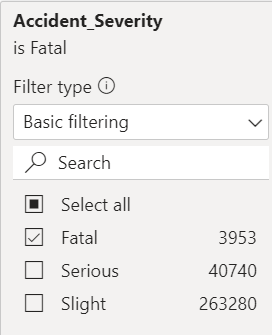 Accident_Severity
is Fatal
Filter type
Basic filtering
Search
Select all
Fatal 3953
Serious 40740
Slight 263280